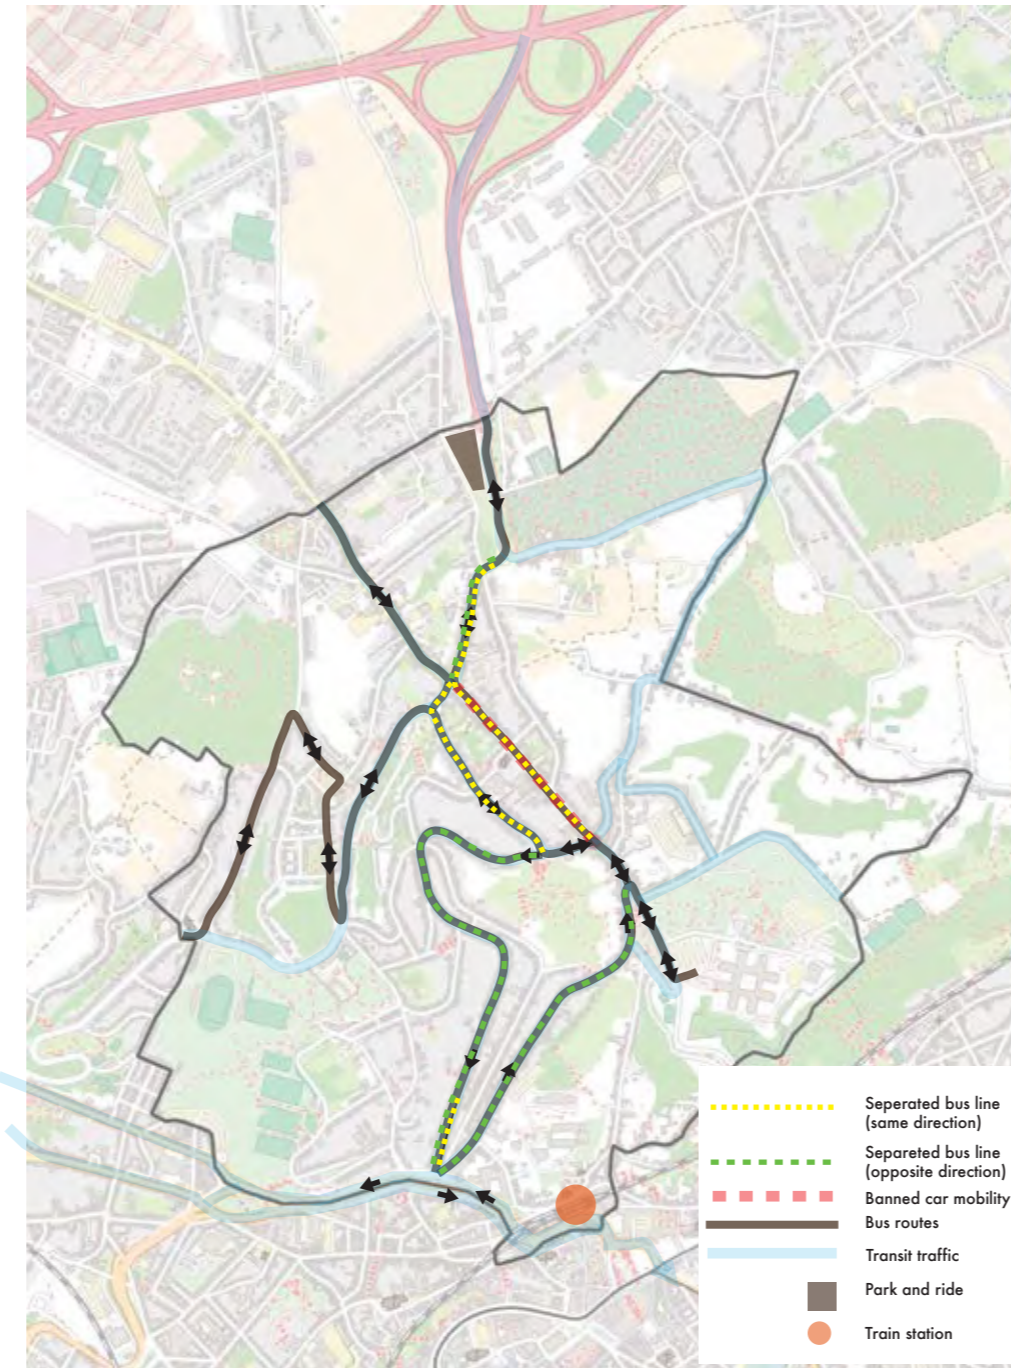 Seperated bus line
(same direction)
Separeted bus line
(opposite direction)
Banned car mobility
Bus routes
Transit traffic
Park and ride
Train station